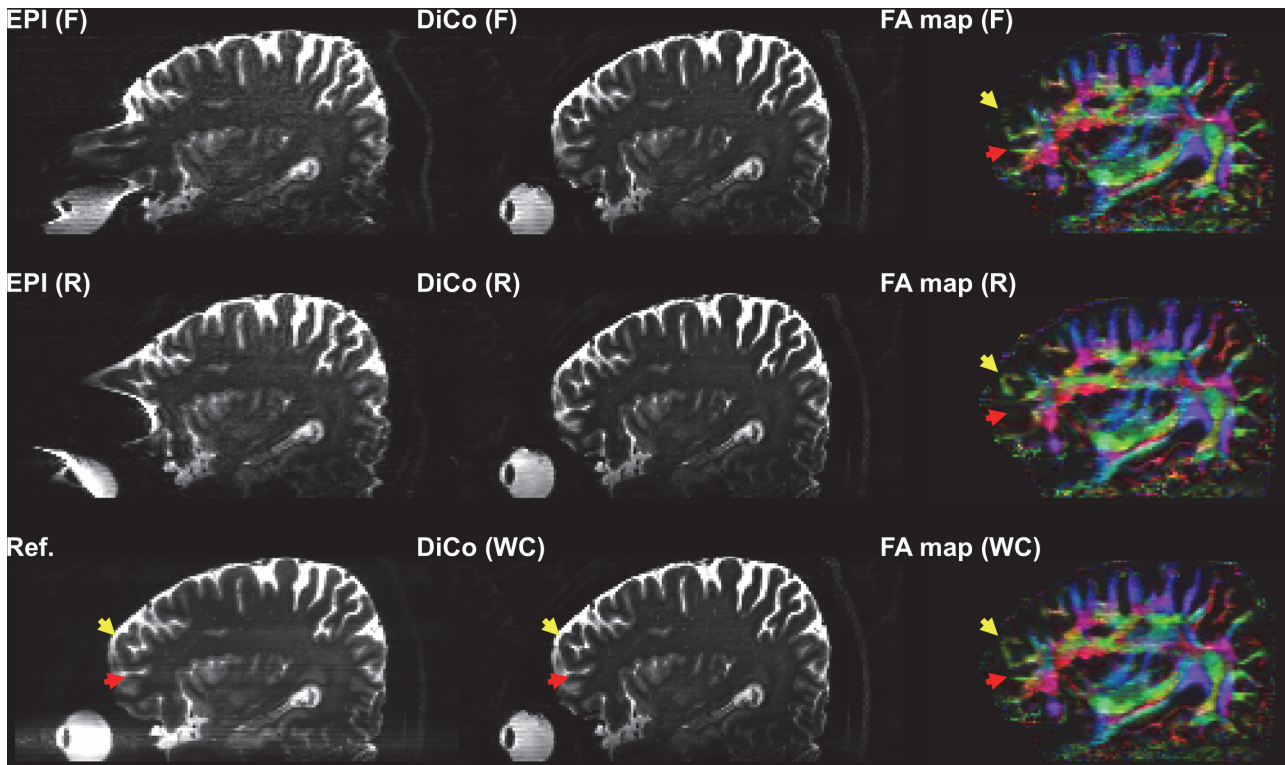 EPI (F)
DiCo (F)
FA map (F)
EPI (R)
DiCo (R)
FA map (R)
Ref.
DiCo (WC)
FA map (WC)